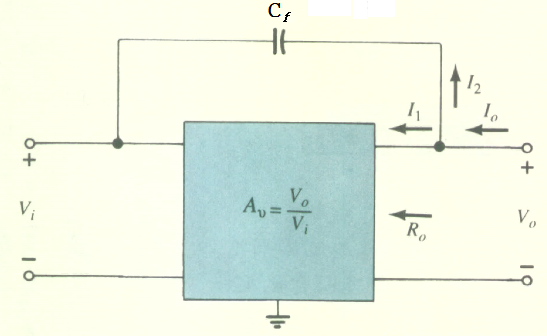 C_f
I_2
I_1
I_o
+
+
V_i
A_v = V_o / V_i
R_o
V_o
−
−